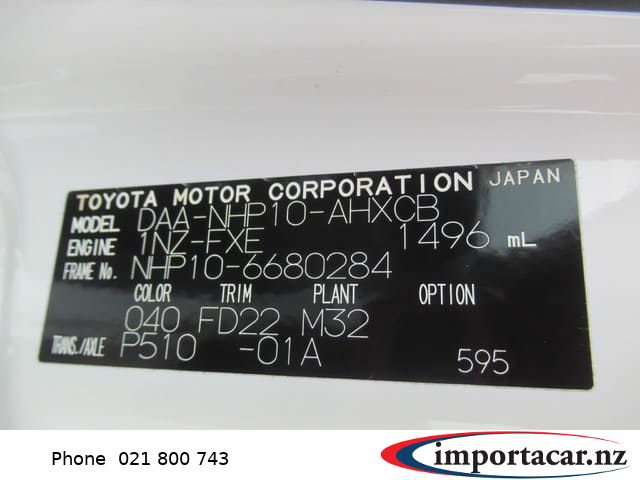 TOYOTA MOTOR CORPORATION JAPAN
MODEL DAA-NHP10-AHXCB
ENGINE 1NZ-FXE 1496 mL
FRAME No. NHP10-6680284
COLOR TRIM PLANT OPTION
040 FD22 M32
TRANS./AXLE P510 -01A 595
Phone 021 800 743
importacar.nz